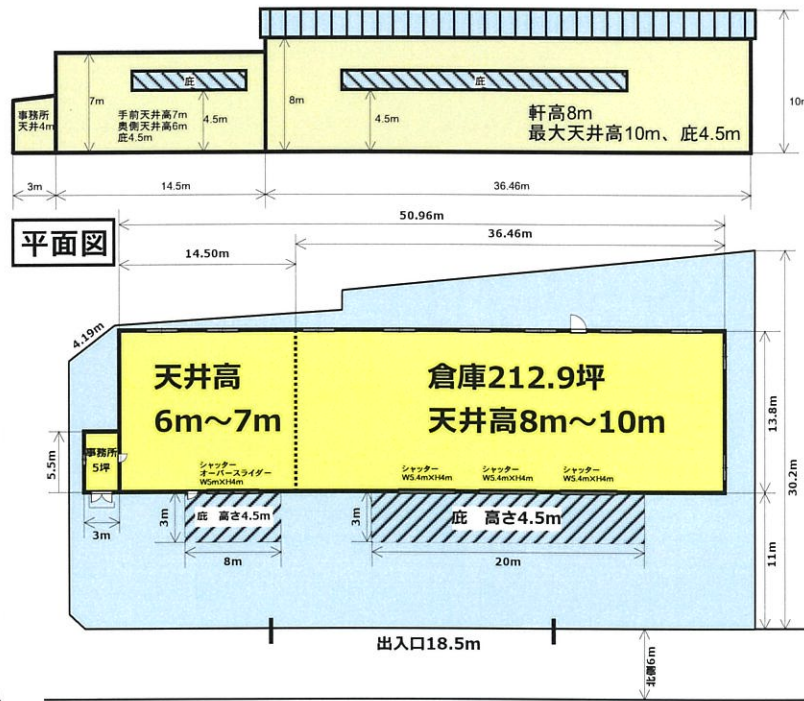 庇
庇
7m
8m
10m
事務所
天井4m
手前天井高7m
奥側天井高6m
庇4.5m
4.5m
4.5m
軒高8m
最大天井高10m、庇4.5m
3m
14.5m
36.46m
平面図
50.96m
36.46m
14.50m
4.19m
天井高
6m～7m
倉庫212.9坪
天井高8m～10m
13.8m
30.2m
5.5m
事務所
5坪
シャッター
オーバースライダー
W5m×H4m
シャッター
W5.4m×H4m
シャッター
W5.4m×H4m
シャッター
W5.4m×H4m
3m
3m
庇 高さ4.5m
3m
庇 高さ4.5m
8m
20m
11m
出入口18.5m
北側6m